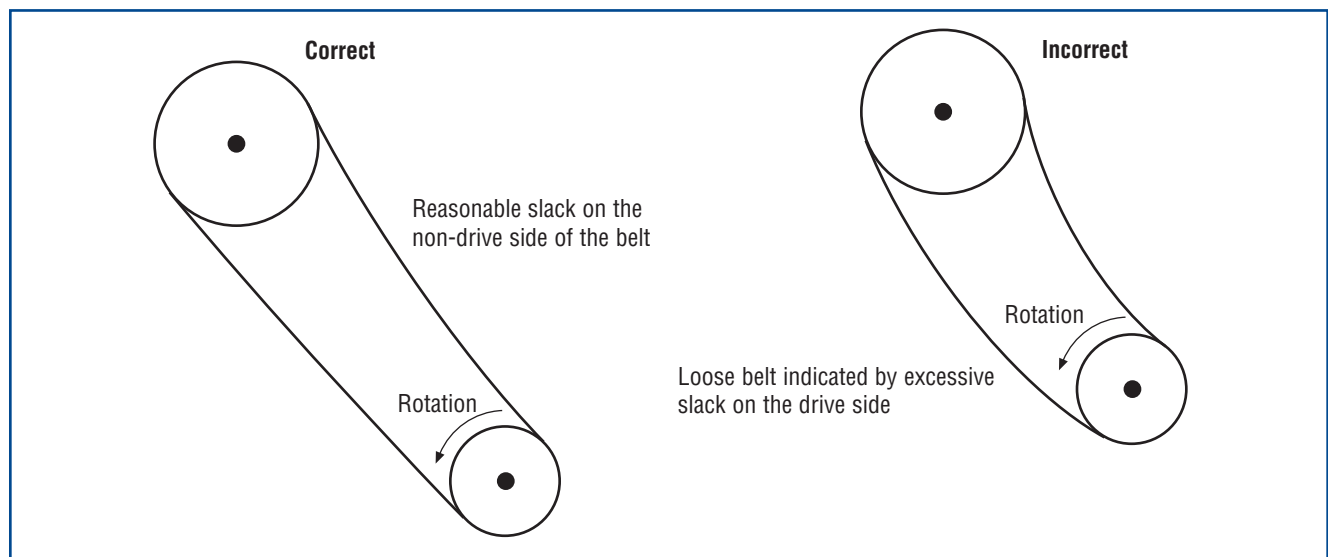 Correct
Reasonable slack on the
non-drive side of the belt
Rotation
Incorrect
Rotation
Loose belt indicated by excessive
slack on the drive side